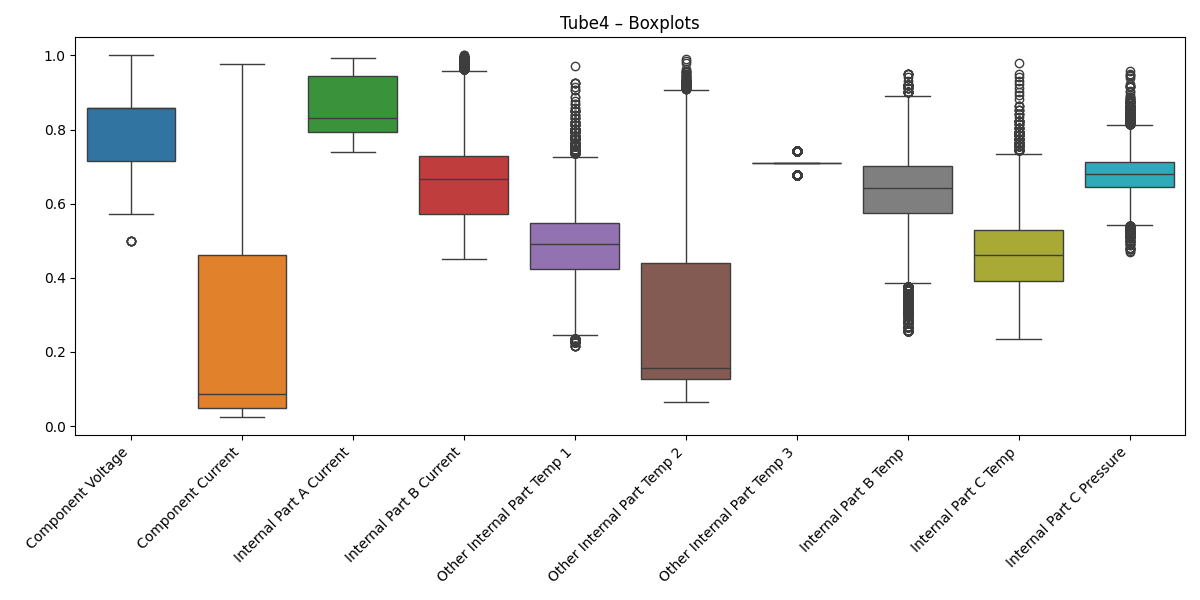 Tube4 – Boxplots
1.0
0.8
0.6
0.4
0.2
0.0
Component Voltage
Component Current
Internal Part A Current
Internal Part B Current
Other Internal Part Temp 1
Other Internal Part Temp 2
Other Internal Part Temp 3
Internal Part B Temp
Internal Part C Temp
Internal Part C Pressure